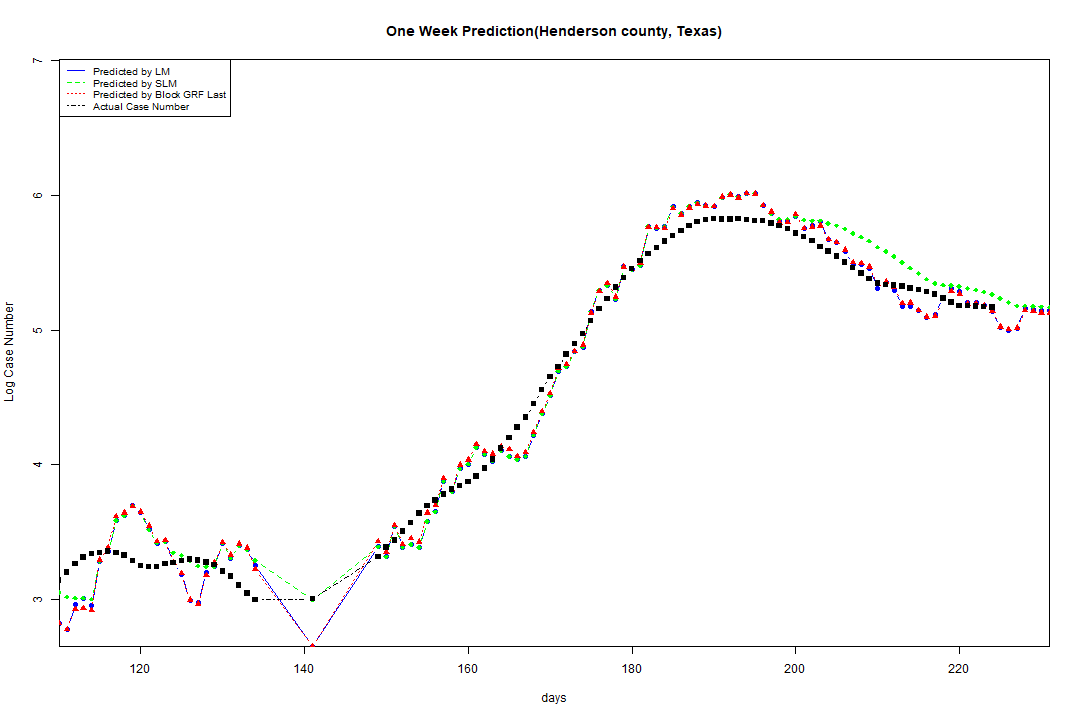 One Week Prediction(Henderson county, Texas)
7
Predicted by LM
Predicted by SLM
Predicted by Block GRF Last
Actual Case Number
6
5
Log Case Number
4
3
120 140 160 180 200 220
days